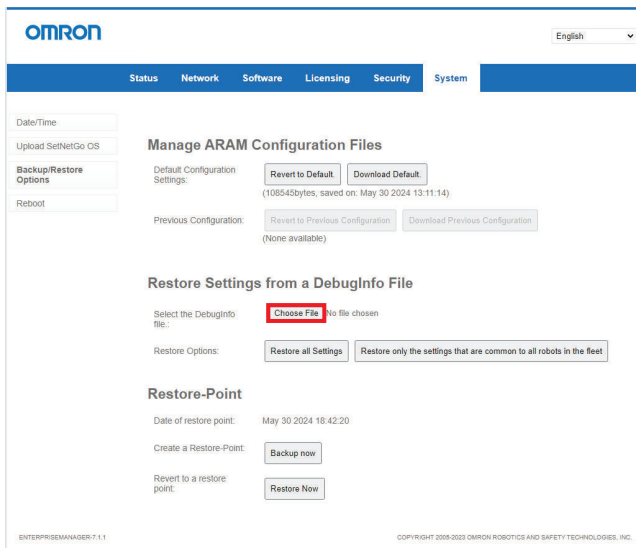 OMRON
English
Status Network Software Licensing Security System
Date/Time
Upload SetNetGo OS
Backup/Restore
Options
Reboot
Manage ARAM Configuration Files
Default Configuration
Settings:
Revert to Default Download Default.
(108545bytes, saved on: May 30 2024 13:11:14)
Previous Configuration: Revert to Previous Configuration Download Previous Configuration
(None available)
Restore Settings from a DebugInfo File
Select the DebugInfo
file.:
Choose File No file chosen
Restore Options: Restore all Settings Restore only the settings that are common to all robots in the fleet
Restore-Point
Date of restore point: May 30 2024 18:42:20
Create a Restore-Point: Backup now
Revert to a restore
point:
Restore Now
ENTERPRISEMANAGER-7.1.1 COPYRIGHT 2005-2023 OMRON ROBOTICS AND SAFETY TECHNOLOGIES, INC.